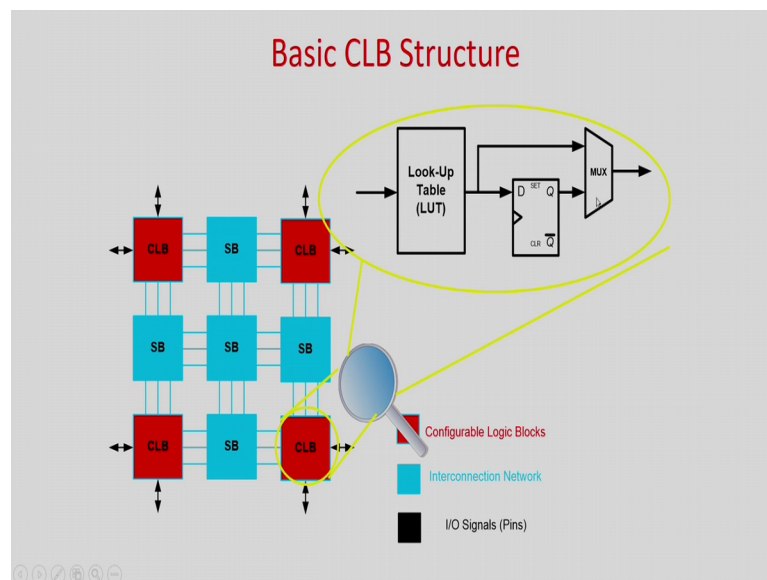 Basic CLB Structure
Look-Up
Table
(LUT)
D SET Q
CLR Q
MUX
CLB SB CLB
SB SB SB
CLB SB CLB
Configurable Logic Blocks
Interconnection Network
I/O Signals (Pins)